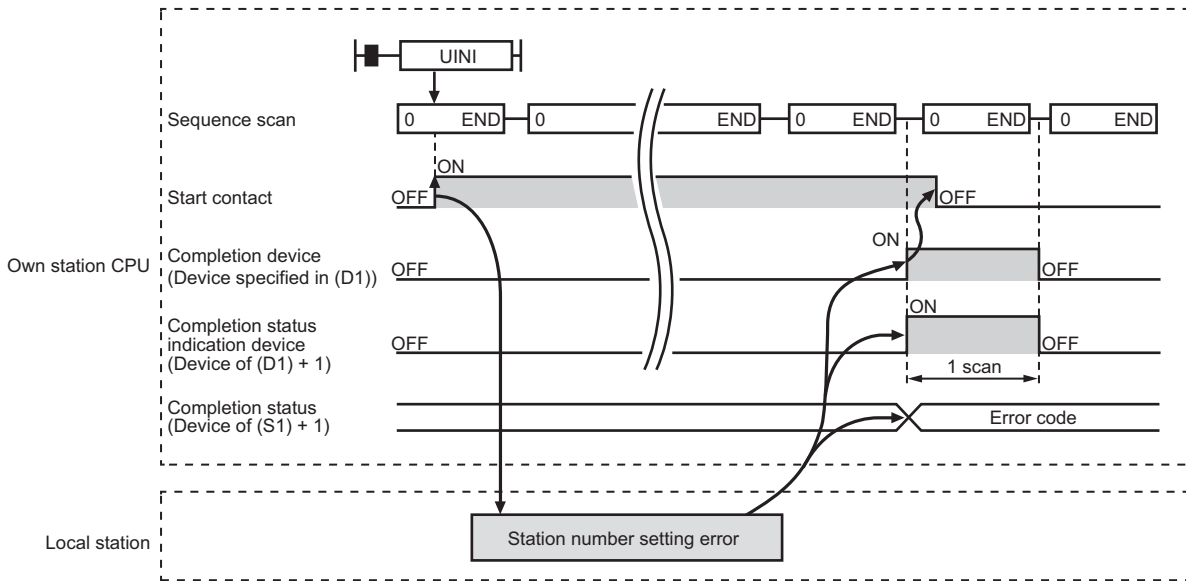 UINI
Sequence scan
0 END 0 END 0 END 0 END 0 END
ON
Start contact
OFF
OFF
ON
Own station CPU
Completion device
(Device specified in (D1))
OFF
OFF
ON
Completion status
indication device
(Device of (D1) + 1)
OFF
OFF
1 scan
Completion status
(Device of (S1) + 1)
Error code
Local station
Station number setting error